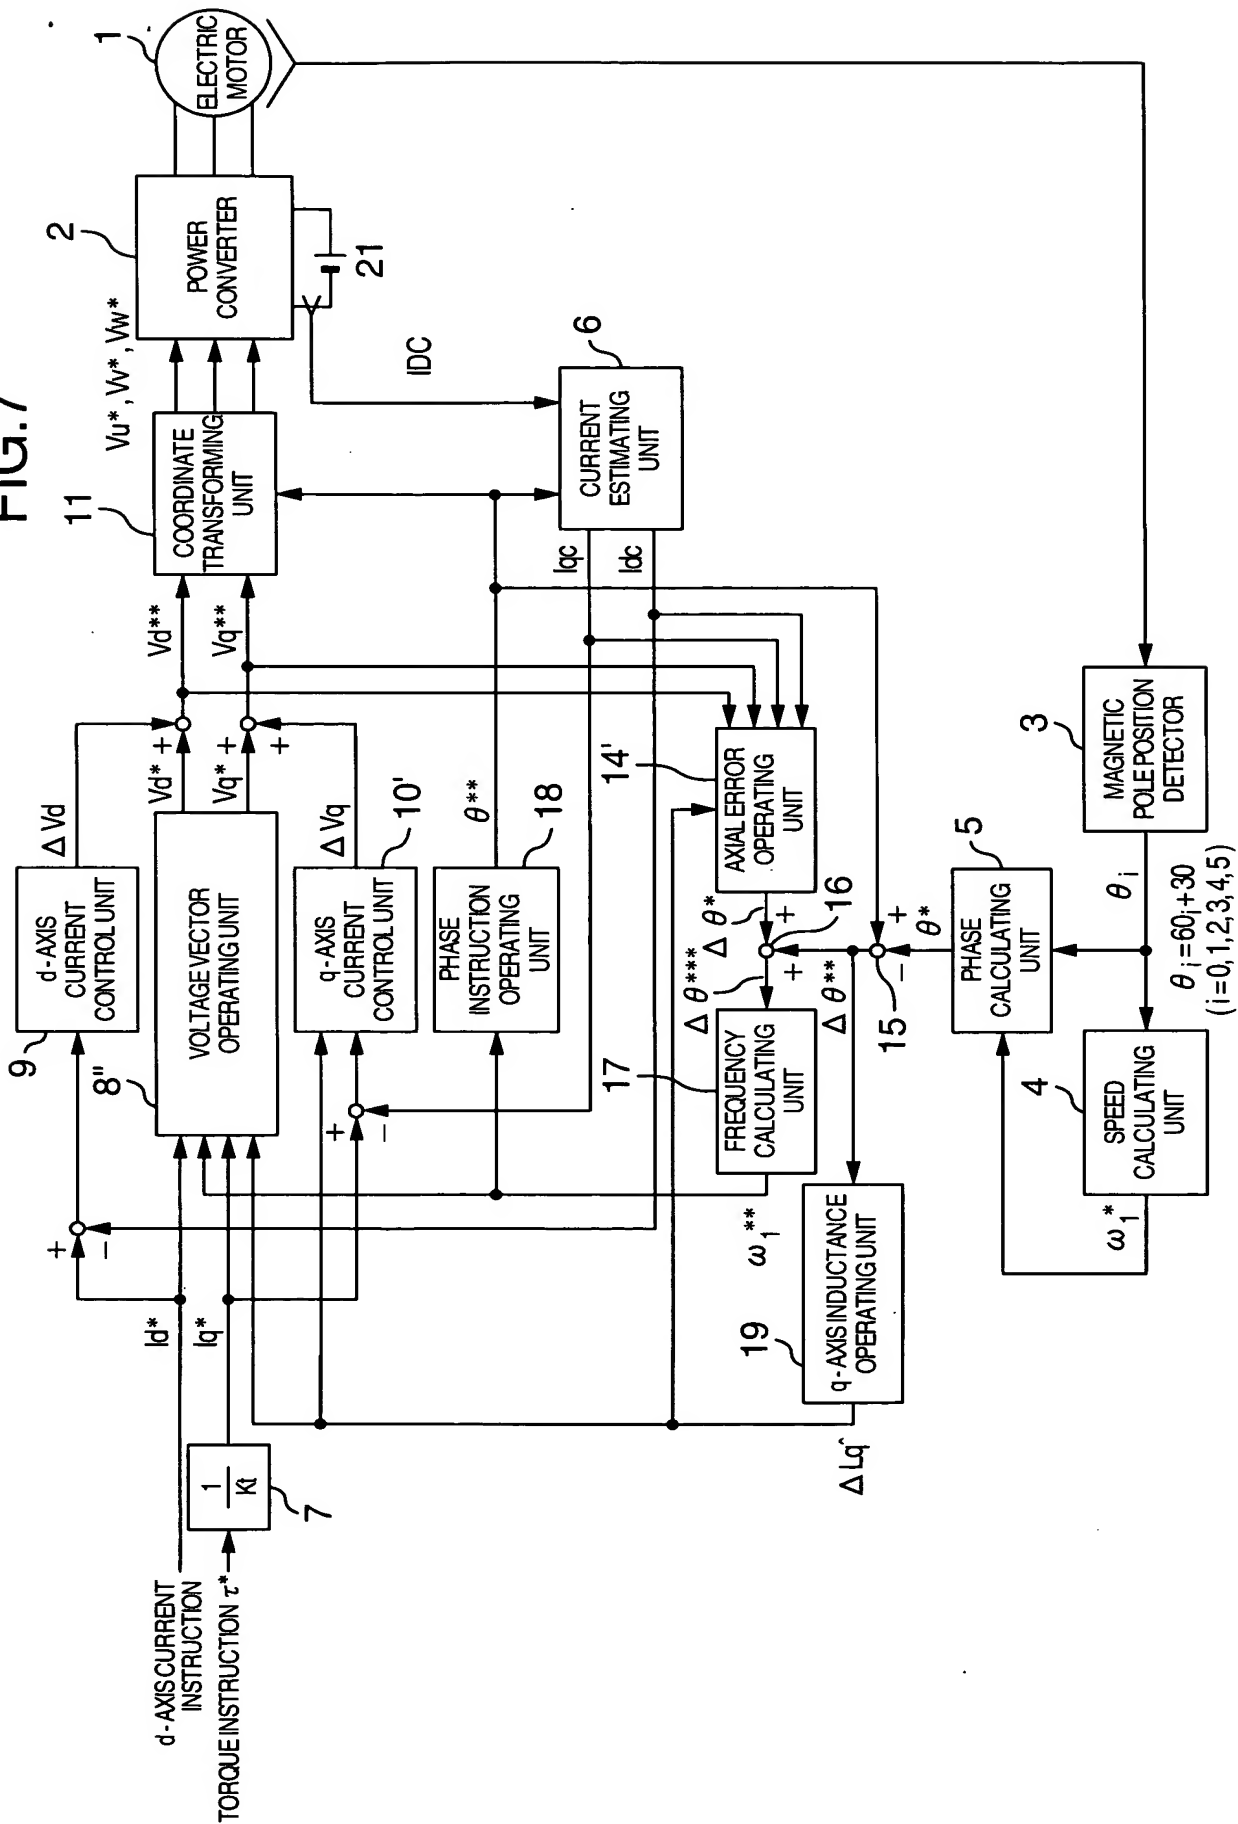 FIG.7
1
ELECTRIC
MOTOR
2
POWER
CONVERTER
21
Vu*, Vv*, Vw*
IDC
11
COORDINATE
TRANSFORMING
UNIT
6
CURRENT
ESTIMATING
UNIT
Iqc
Idc
Vd**
Vq**
+
+
+
ΔVd
Vd*
Vq*
ΔVq
9
d-AXIS
CURRENT
CONTROL UNIT
8"
VOLTAGE VECTOR
OPERATING UNIT
10'
q-AXIS
CURRENT
CONTROL UNIT
θ**
18
PHASE
INSTRUCTION
OPERATING
UNIT
14'
AXIAL ERROR
OPERATING
UNIT
Δθ*
+
16
+
Δθ***
Δθ**
17
FREQUENCY
CALCULATING
UNIT
ω1**
15
+
−
θ*
5
PHASE
CALCULATING
UNIT
3
MAGNETIC
POLE POSITION
DETECTOR
θi
θi=60i+30
(i=0,1,2,3,4,5)
4
SPEED
CALCULATING
UNIT
ω1*
19
q-AXIS INDUCTANCE
OPERATING UNIT
ΔLq^
+
−
+
−
Id*
Iq*
1
Kt
7
d-AXIS CURRENT
INSTRUCTION
TORQUE INSTRUCTION τ*